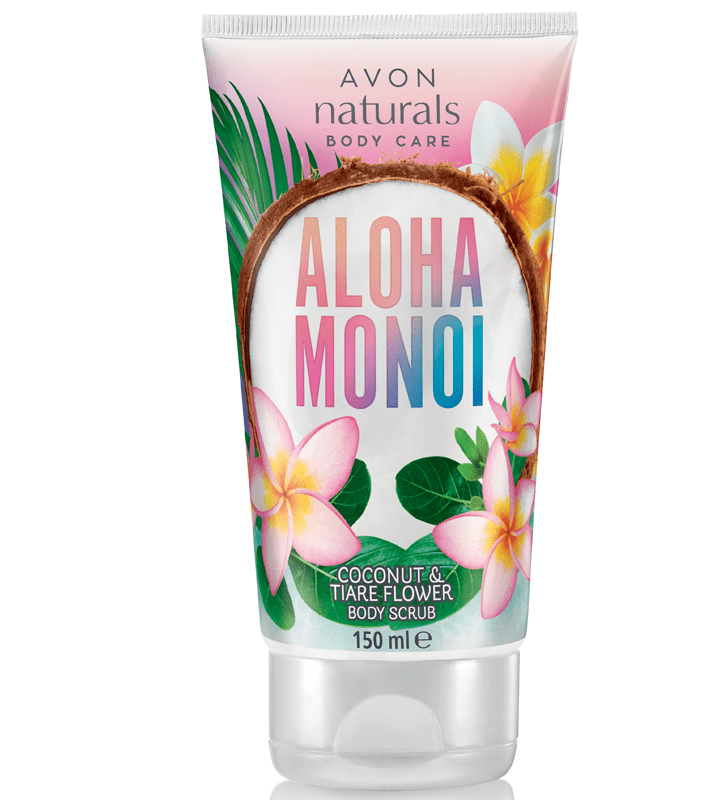 AVON
naturals
BODY CARE
ALOHA
MONOI
COCONUT &
TIARE FLOWER
BODY SCRUB
150 ml ℮